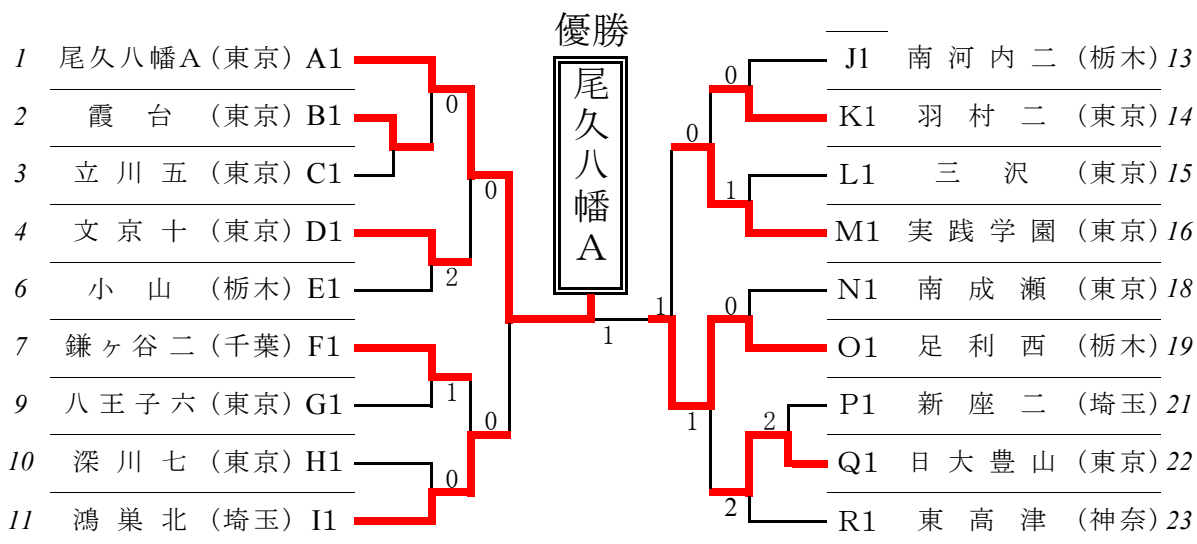 優勝
尾久八幡A
1 尾久八幡A (東京) A1
2 霞台 (東京) B1
0
3 立川五 (東京) C1
0
4 文京十 (東京) D1
2
6 小山 (栃木) E1
7 鎌ヶ谷二 (千葉) F1
1
9 八王子六 (東京) G1
0
10 深川七 (東京) H1
0
11 鴻巣北 (埼玉) I1
1
J1 南河内二 (栃木) 13
0
K1 羽村二 (東京) 14
0
L1 三沢 (東京) 15
1
M1 実践学園 (東京) 16
N1 南成瀬 (東京) 18
1
0
O1 足利西 (栃木) 19
P1 新座二 (埼玉) 21
1
2
Q1 日大豊山 (東京) 22
2
R1 東高津 (神奈) 23